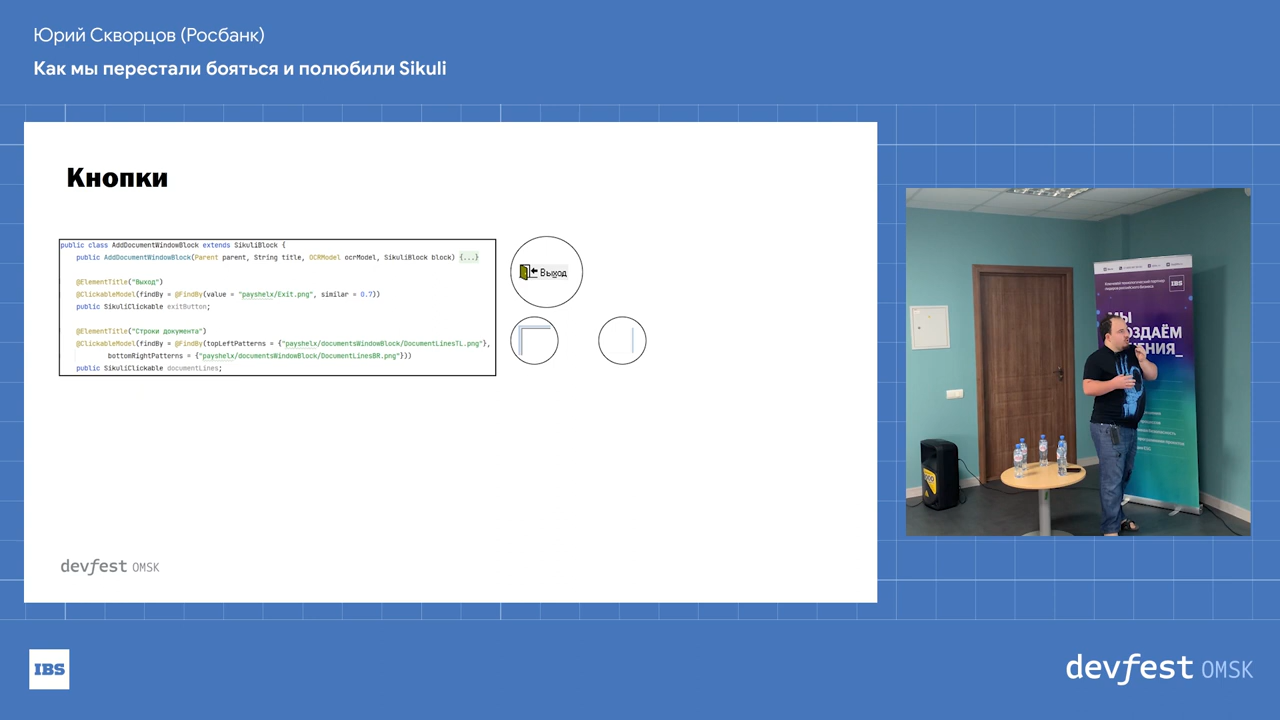 Юрий Скворцов (Росбанк)
Как мы перестали бояться и полюбили Sikuli
Кнопки
public class AddDocumentWindowBlock extends SikuliBlock {
public AddDocumentWindowBlock(Parent parent, String title, OCRModel ocrModel, SikuliBlock block) {...}
@ElementTitle("Выход")
@ClickableModel(findBy = @FindBy(value = "payshelx/Exit.png", similar = 0.7))
public SikuliClickable exitButton;
@ElementTitle("Строки документа")
@ClickableModel(findBy = @FindBy(topLeftPatterns = {"payshelx/documentsWindowBlock/DocumentLinesTL.png"},
bottomRightPatterns = {"payshelx/documentsWindowBlock/DocumentLinesBR.png"}))
public SikuliClickable documentLines;
Выход
devfest OMSK
IBS
МЫ
IBS
devfest OMSK